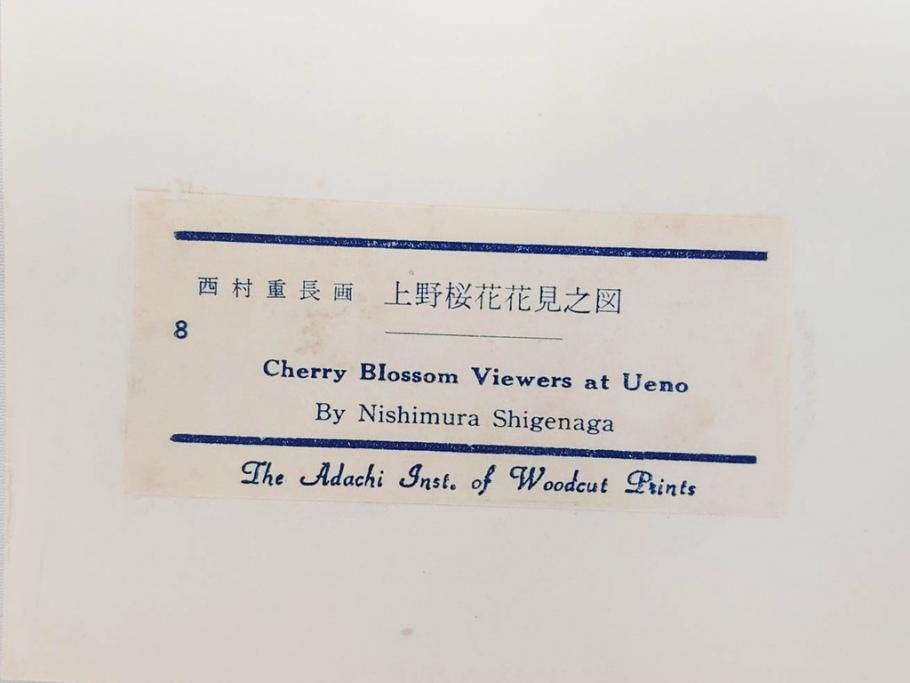 西村重長画 上野桜花花見之図
8
Cherry Blossom Viewers at Ueno
By Nishimura Shigenaga
The Adachi Inst. of Woodcut Prints